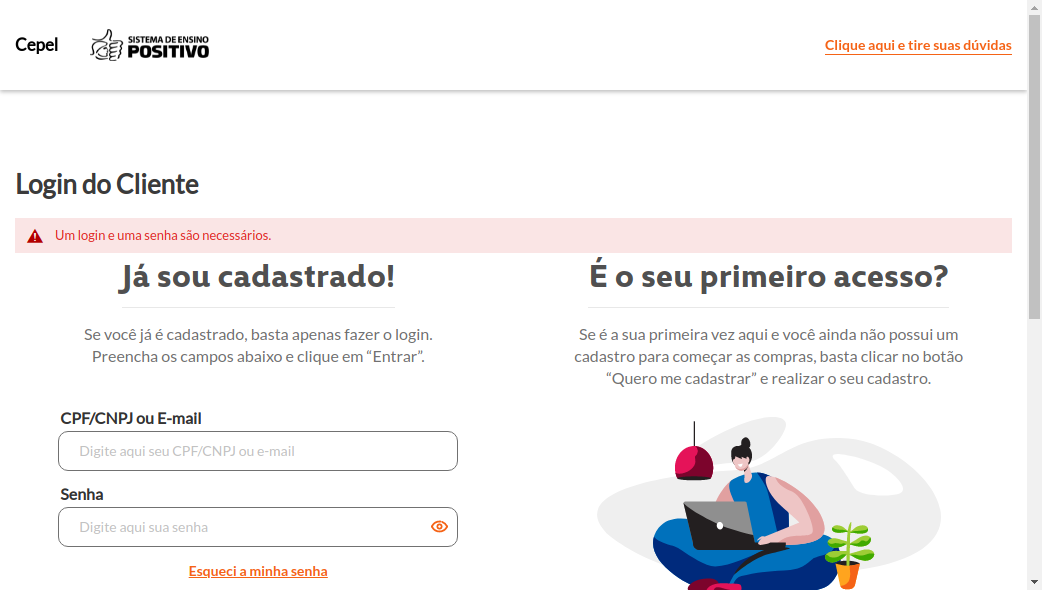 Cepel
SISTEMA DE ENSINO
POSITIVO
Clique aqui e tire suas dúvidas
Login do Cliente
Um login e uma senha são necessários.
Já sou cadastrado!
Se você já é cadastrado, basta apenas fazer o login.
Preencha os campos abaixo e clique em “Entrar”.
CPF/CNPJ ou E-mail
Digite aqui seu CPF/CNPJ ou e-mail
Senha
Digite aqui sua senha
Esqueci a minha senha
É o seu primeiro acesso?
Se é a sua primeira vez aqui e você ainda não possui um
cadastro para começar as compras, basta clicar no botão
“Quero me cadastrar” e realizar o seu cadastro.